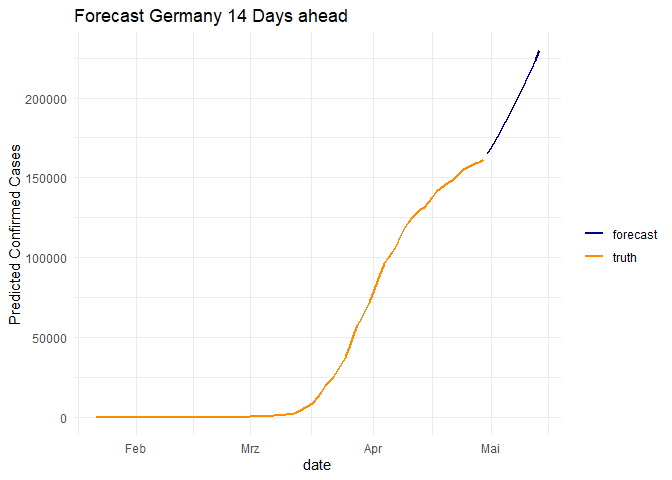 Forecast Germany 14 Days ahead
Predicted Confirmed Cases
200000
150000
100000
50000
0
Feb
Mrz
Apr
Mai
date
forecast
truth